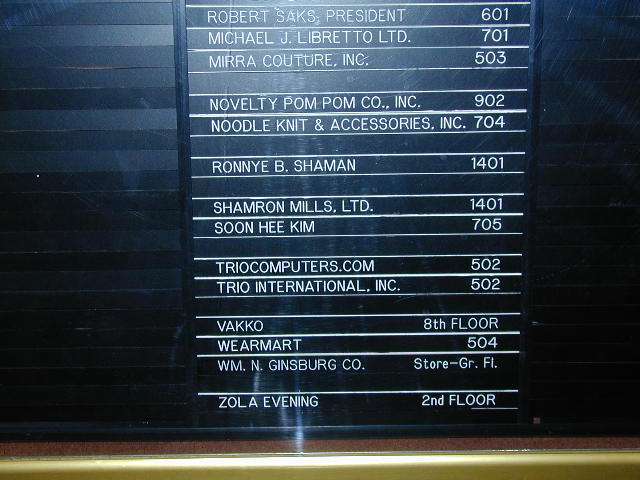 ROBERT SAKS, PRESIDENT 601
MICHAEL J. LIBRETTO LTD. 701
MIRRA COUTURE, INC. 503
NOVELTY POM POM CO., INC. 902
NOODLE KNIT & ACCESSORIES, INC. 704
RONNYE B. SHAMAN 1401
SHAMRON MILLS, LTD. 1401
SOON HEE KIM 705
TRIOCOMPUTERS.COM 502
TRIO INTERNATIONAL, INC. 502
VAKKO 8th FLOOR
WEARMART 504
WM. N. GINSBURG CO. Store-Gr. Fl.
ZOLA EVENING 2nd FLOOR